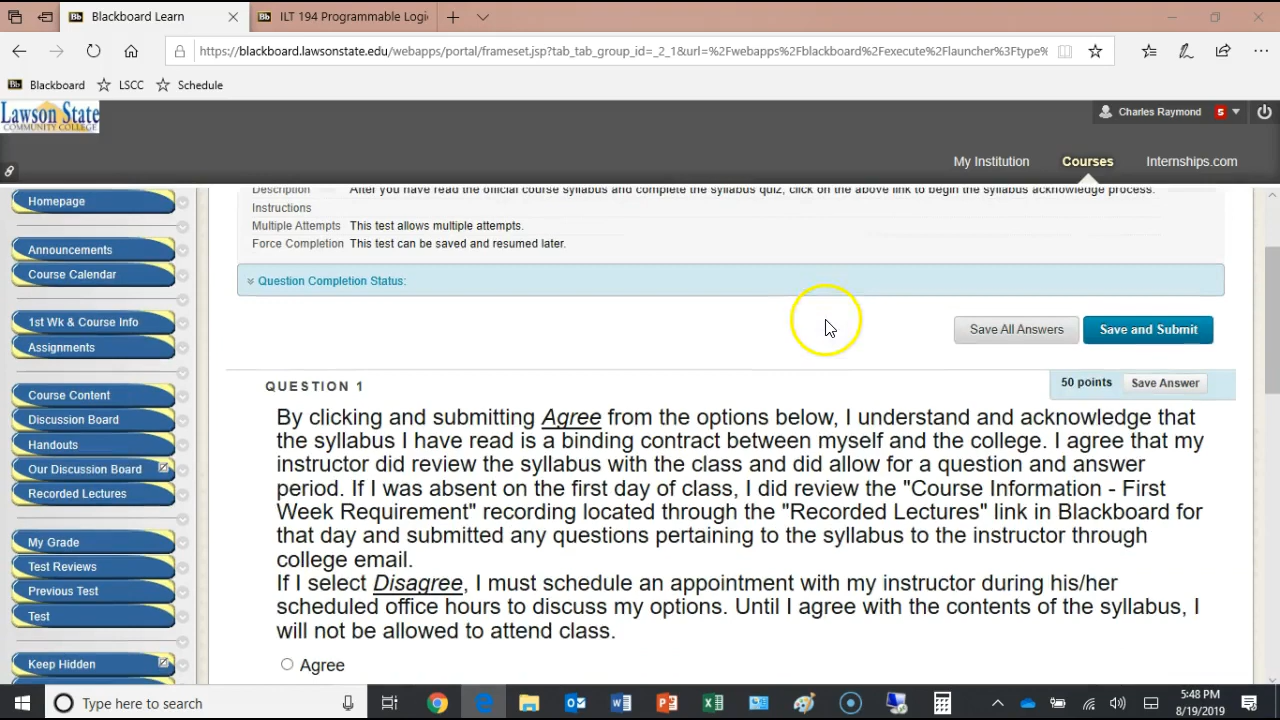 Blackboard Learn
ILT 194 Programmable Logi
https://blackboard.lawsonstate.edu/webapps/portal/frameset.jsp?tab_tab_group_id=_2_1&url=%2Fwebapps%2Fblackboard%2Fexecute%2Flauncher%3Ftype%
Blackboard LSCC Schedule
Lawson State
COMMUNITY COLLEGE
Charles Raymond 5
My Institution Courses Internships.com
Homepage
Announcements
Course Calendar
1st Wk & Course Info
Assignments
Course Content
Discussion Board
Handouts
Our Discussion Board
Recorded Lectures
My Grade
Test Reviews
Previous Test
Test
Keep Hidden
Description After you have read the official course syllabus and complete the syllabus quiz, click on the above link to begin the syllabus acknowledge process.
Instructions
Multiple Attempts This test allows multiple attempts.
Force Completion This test can be saved and resumed later.
Question Completion Status:
Save All Answers Save and Submit
QUESTION 1
50 points Save Answer
By clicking and submitting Agree from the options below, I understand and acknowledge that
the syllabus I have read is a binding contract between myself and the college. I agree that my
instructor did review the syllabus with the class and did allow for a question and answer
period. If I was absent on the first day of class, I did review the "Course Information - First
Week Requirement" recording located through the "Recorded Lectures" link in Blackboard for
that day and submitted any questions pertaining to the syllabus to the instructor through
college email.
If I select Disagree, I must schedule an appointment with my instructor during his/her
scheduled office hours to discuss my options. Until I agree with the contents of the syllabus, I
will not be allowed to attend class.
Agree
Type here to search
5:48 PM
8/19/2019